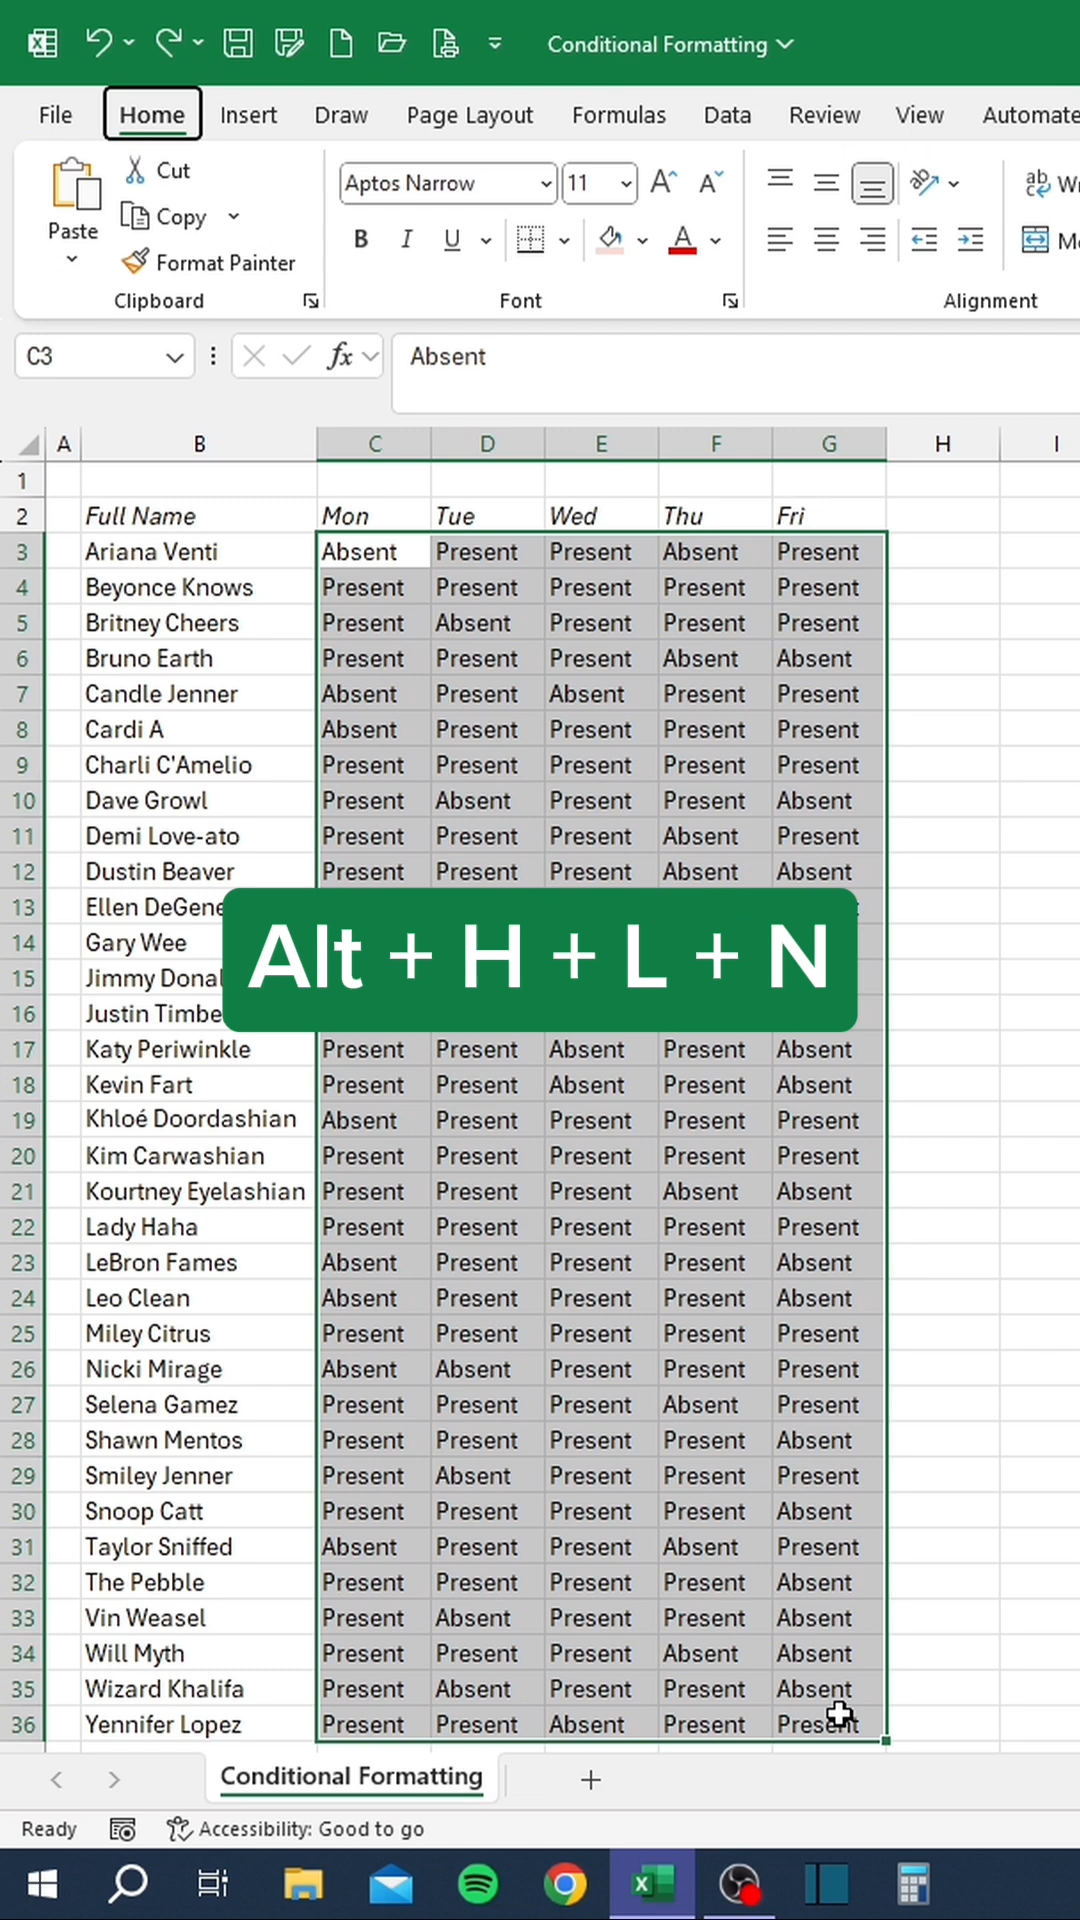 Conditional Formatting
File Home Insert Draw Page Layout Formulas Data Review View Automate
Cut
Copy
Paste
Format Painter
Clipboard
Aptos Narrow 11 A A
B I U A
Font
ab
Alignment
C3 fx Absent
A B C D E F G H I
1
2 Full Name Mon Tue Wed Thu Fri
3 Ariana Venti Absent Present Present Absent Present
4 Beyonce Knows Present Present Present Present Present
5 Britney Cheers Present Absent Present Present Present
6 Bruno Earth Present Present Present Absent Absent
7 Candle Jenner Absent Present Absent Present Present
8 Cardi A Absent Present Present Present Present
9 Charli C'Amelio Present Present Present Present Present
10 Dave Growl Present Absent Present Present Absent
11 Demi Love-ato Present Present Present Absent Present
12 Dustin Beaver Present Present Present Absent Absent
13 Ellen DeGene
14 Gary Wee
15 Jimmy Donal
16 Justin Timbe
Alt + H + L + N
17 Katy Periwinkle Present Present Absent Present Absent
18 Kevin Fart Present Present Absent Present Absent
19 Khloé Doordashian Absent Present Present Present Present
20 Kim Carwashian Present Present Present Present Present
21 Kourtney Eyelashian Present Present Present Absent Absent
22 Lady Haha Present Present Present Present Present
23 LeBron Fames Absent Present Present Present Absent
24 Leo Clean Absent Present Present Present Absent
25 Miley Citrus Present Present Present Present Present
26 Nicki Mirage Absent Absent Present Present Present
27 Selena Gamez Present Present Present Absent Present
28 Shawn Mentos Present Present Present Present Absent
29 Smiley Jenner Present Absent Present Present Present
30 Snoop Catt Present Present Present Present Absent
31 Taylor Sniffed Absent Present Present Absent Present
32 The Pebble Present Present Present Present Absent
33 Vin Weasel Present Absent Present Present Absent
34 Will Myth Present Present Present Absent Absent
35 Wizard Khalifa Present Absent Present Present Absent
36 Yennifer Lopez Present Present Absent Present Present
Conditional Formatting
Ready Accessibility: Good to go